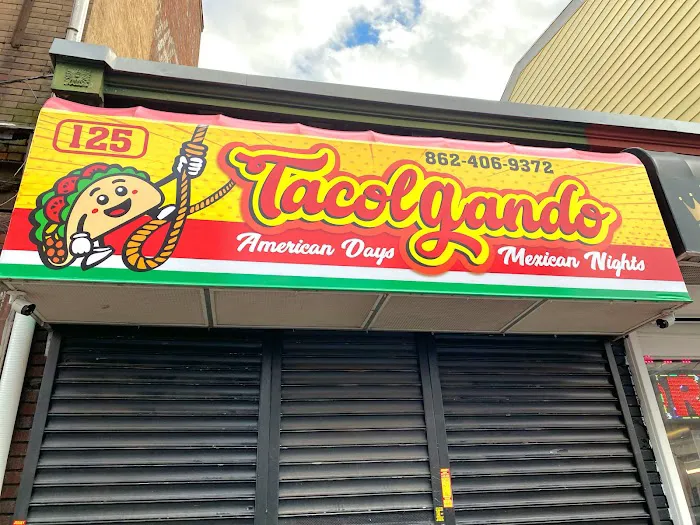 125
862-406-9372
Tacolgando
American Days Mexican Nights